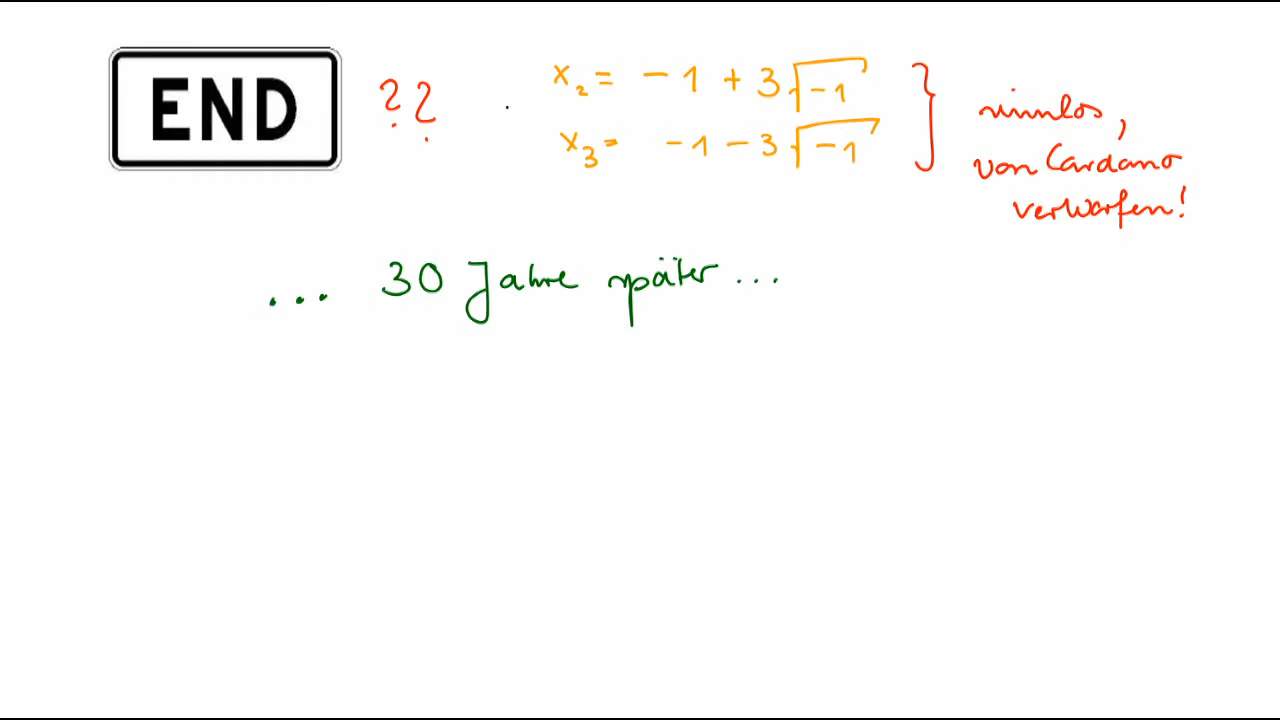 END ??
x₂ = -1 + 3√-1
x₃ = -1 - 3√-1
}
sinnlos,
von Cardano
verworfen!
... 30 Jahre später ...